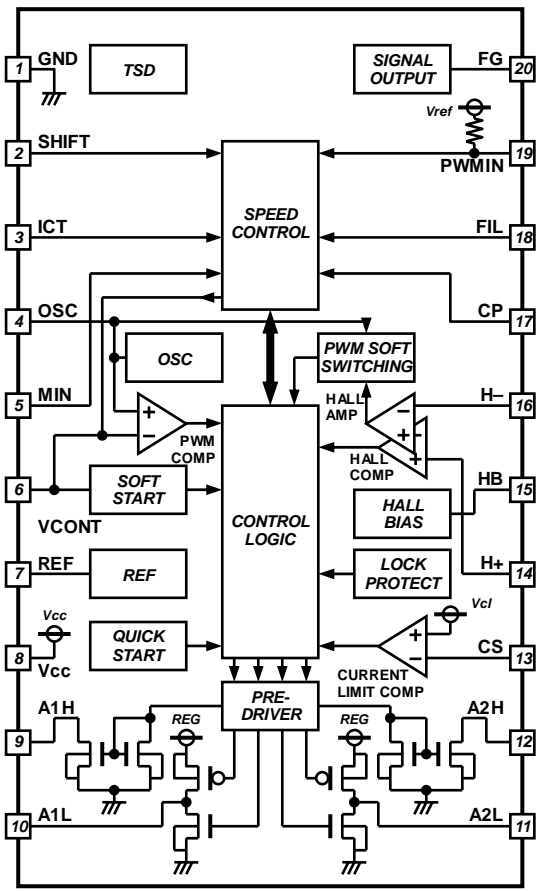 1
GND
TSD
SIGNAL
OUTPUT
FG
20
Vref
2
SHIFT
19
PWMIN
SPEED
CONTROL
3
ICT
FIL
18
4
OSC
CP
17
OSC
PWM SOFT
SWITCHING
5
MIN
HALL
AMP
H–
16
+
–
PWM
COMP
–
+
–
+
HALL
COMP
6
VCONT
SOFT
START
CONTROL
LOGIC
HALL
BIAS
HB
15
7
REF
REF
LOCK
PROTECT
H+
14
Vcc
8
Vcc
QUICK
START
Vcl
+
–
CS
13
CURRENT
LIMIT COMP
A1H
9
PRE-
DRIVER
A2H
12
REG
REG
10
A1L
A2L
11